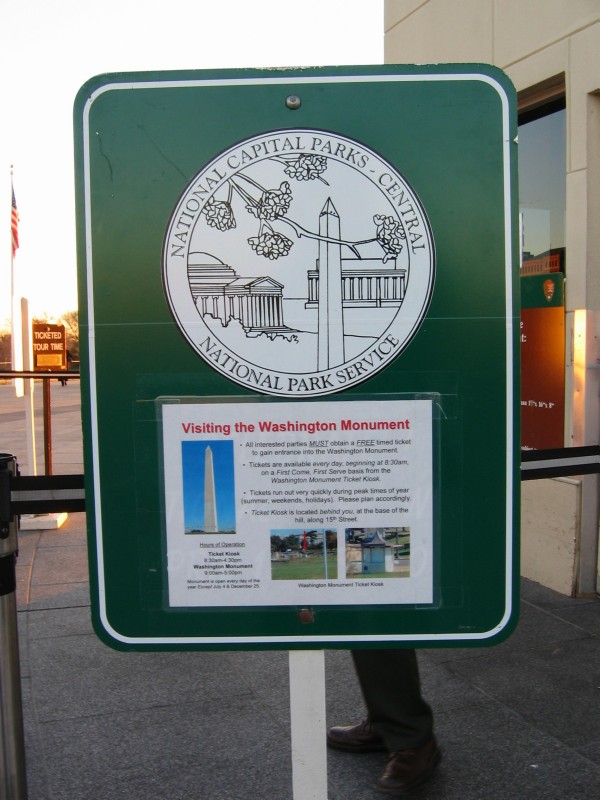 NATIONAL CAPITAL PARKS - CENTRAL
NATIONAL PARK SERVICE
TICKETED
TOUR TIME
Visiting the Washington Monument
• All interested parties MUST obtain a FREE timed ticket
to gain entrance into the Washington Monument.
• Tickets are available every day, beginning at 8:30am,
on a First Come, First Serve basis from the
Washington Monument Ticket Kiosk.
• Tickets run out very quickly during peak times of year
(summer, weekends, holidays). Please plan accordingly.
• Ticket Kiosk is located behind you, at the base of the
hill, along 15th Street.
Hours of Operation
Ticket Kiosk
8:30am-4:30pm
Washington Monument
9:00am-5:00pm
Monument is open every day of the
year Except July 4 & December 25.
Washington Monument Ticket Kiosk